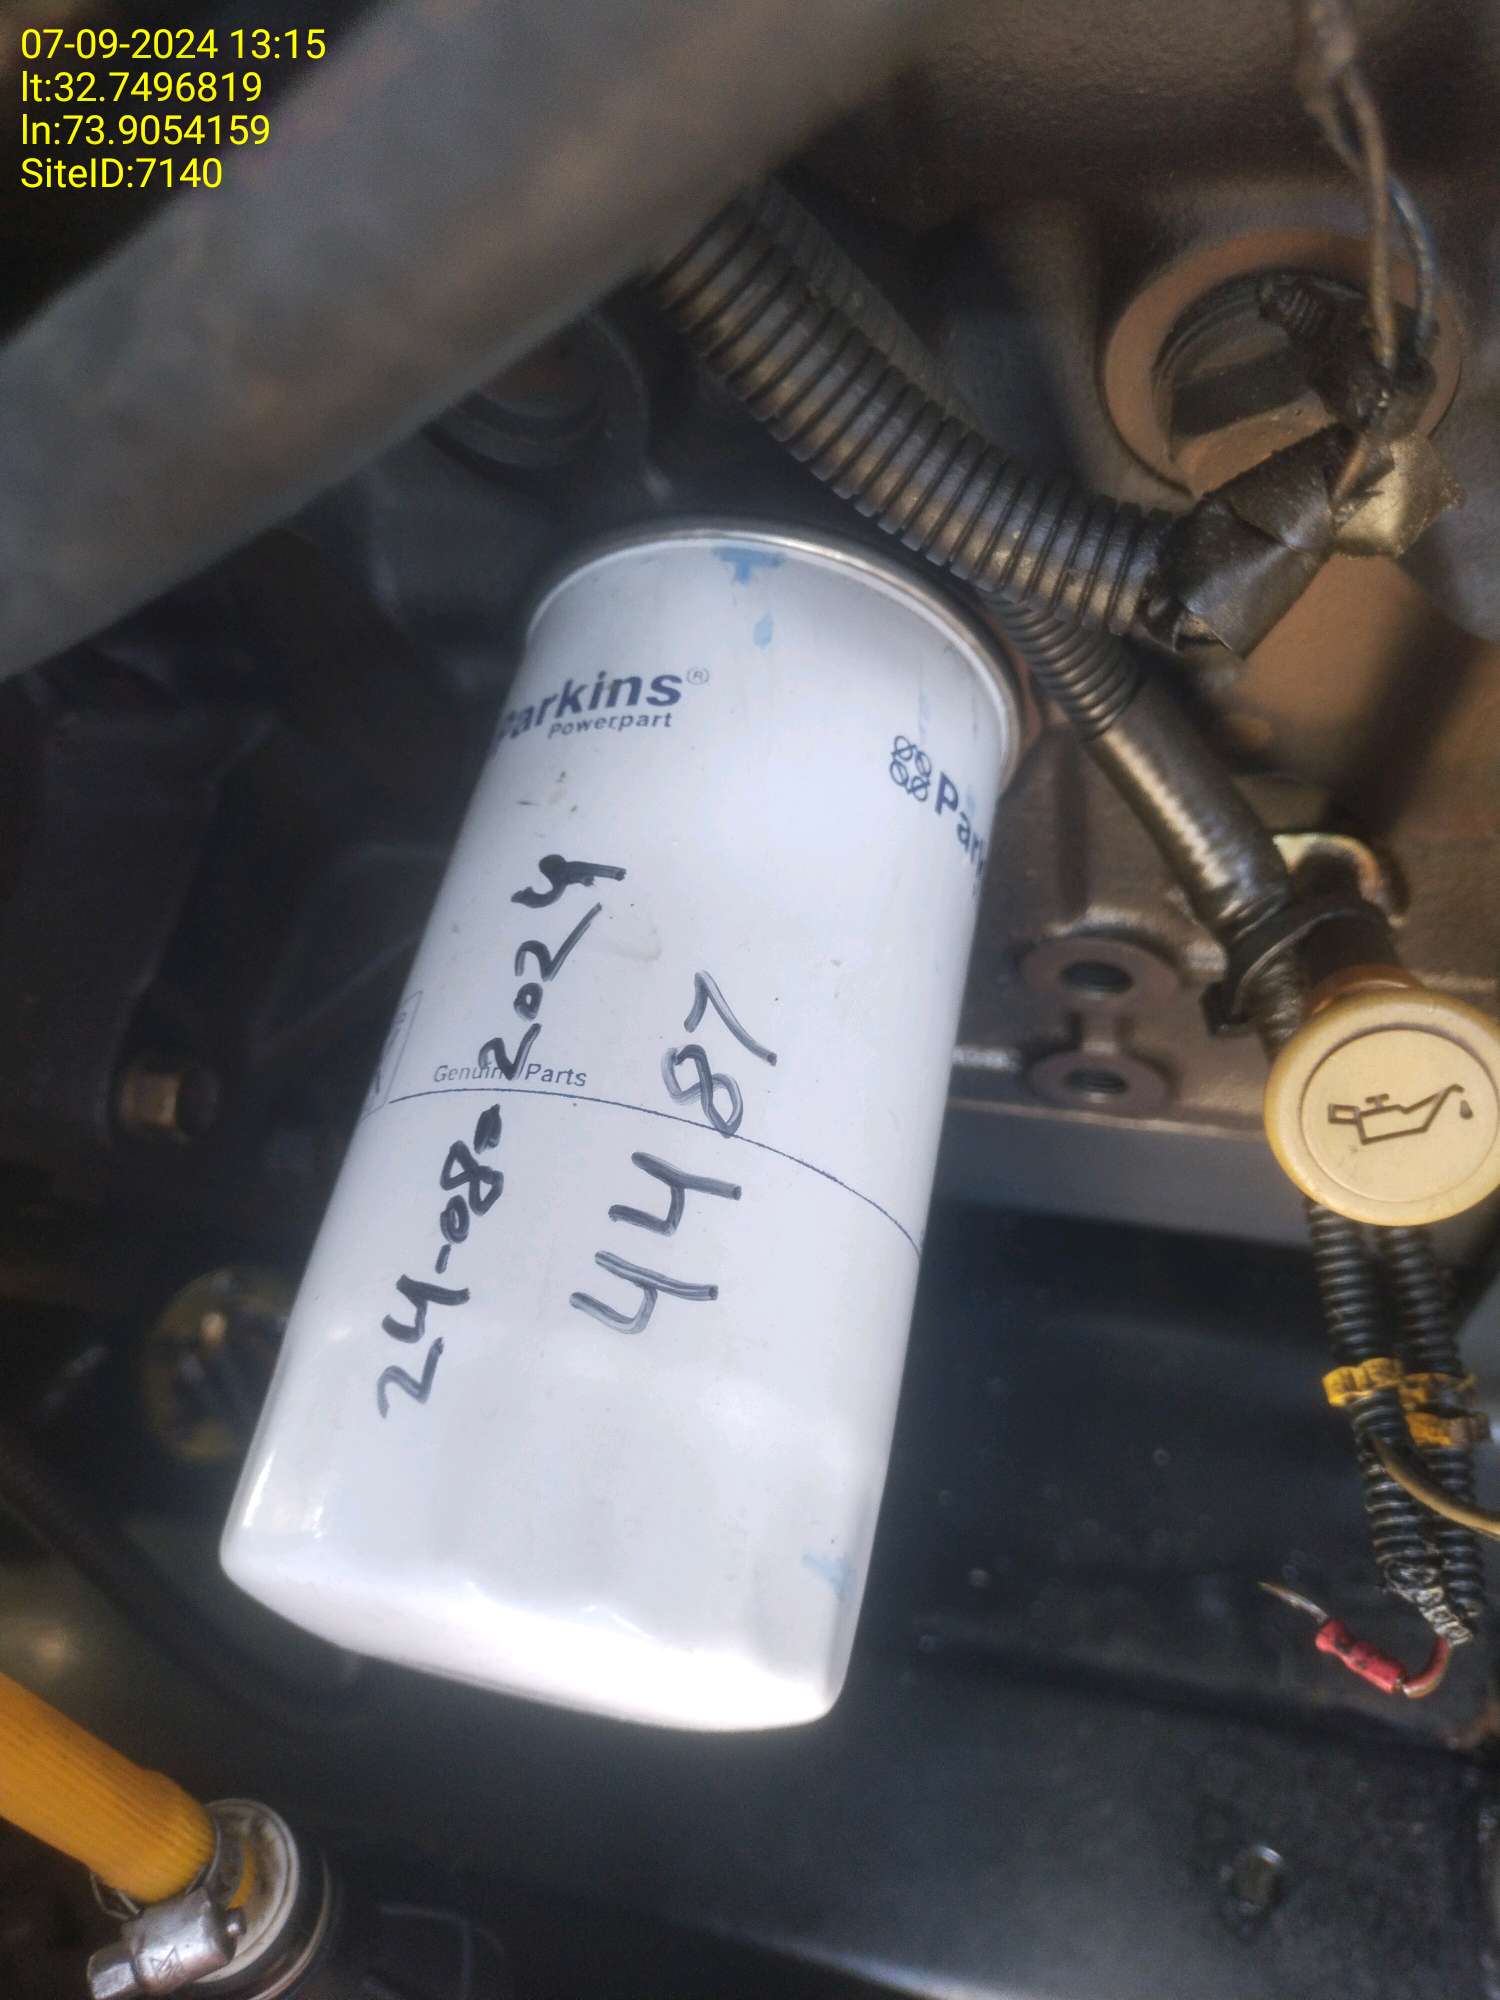 07-09-2024 13:15
lt:32.7496819
ln:73.9054159
SiteID:7140
Parkins®
Powerpart
Genuine Parts
24-08-2024
4487